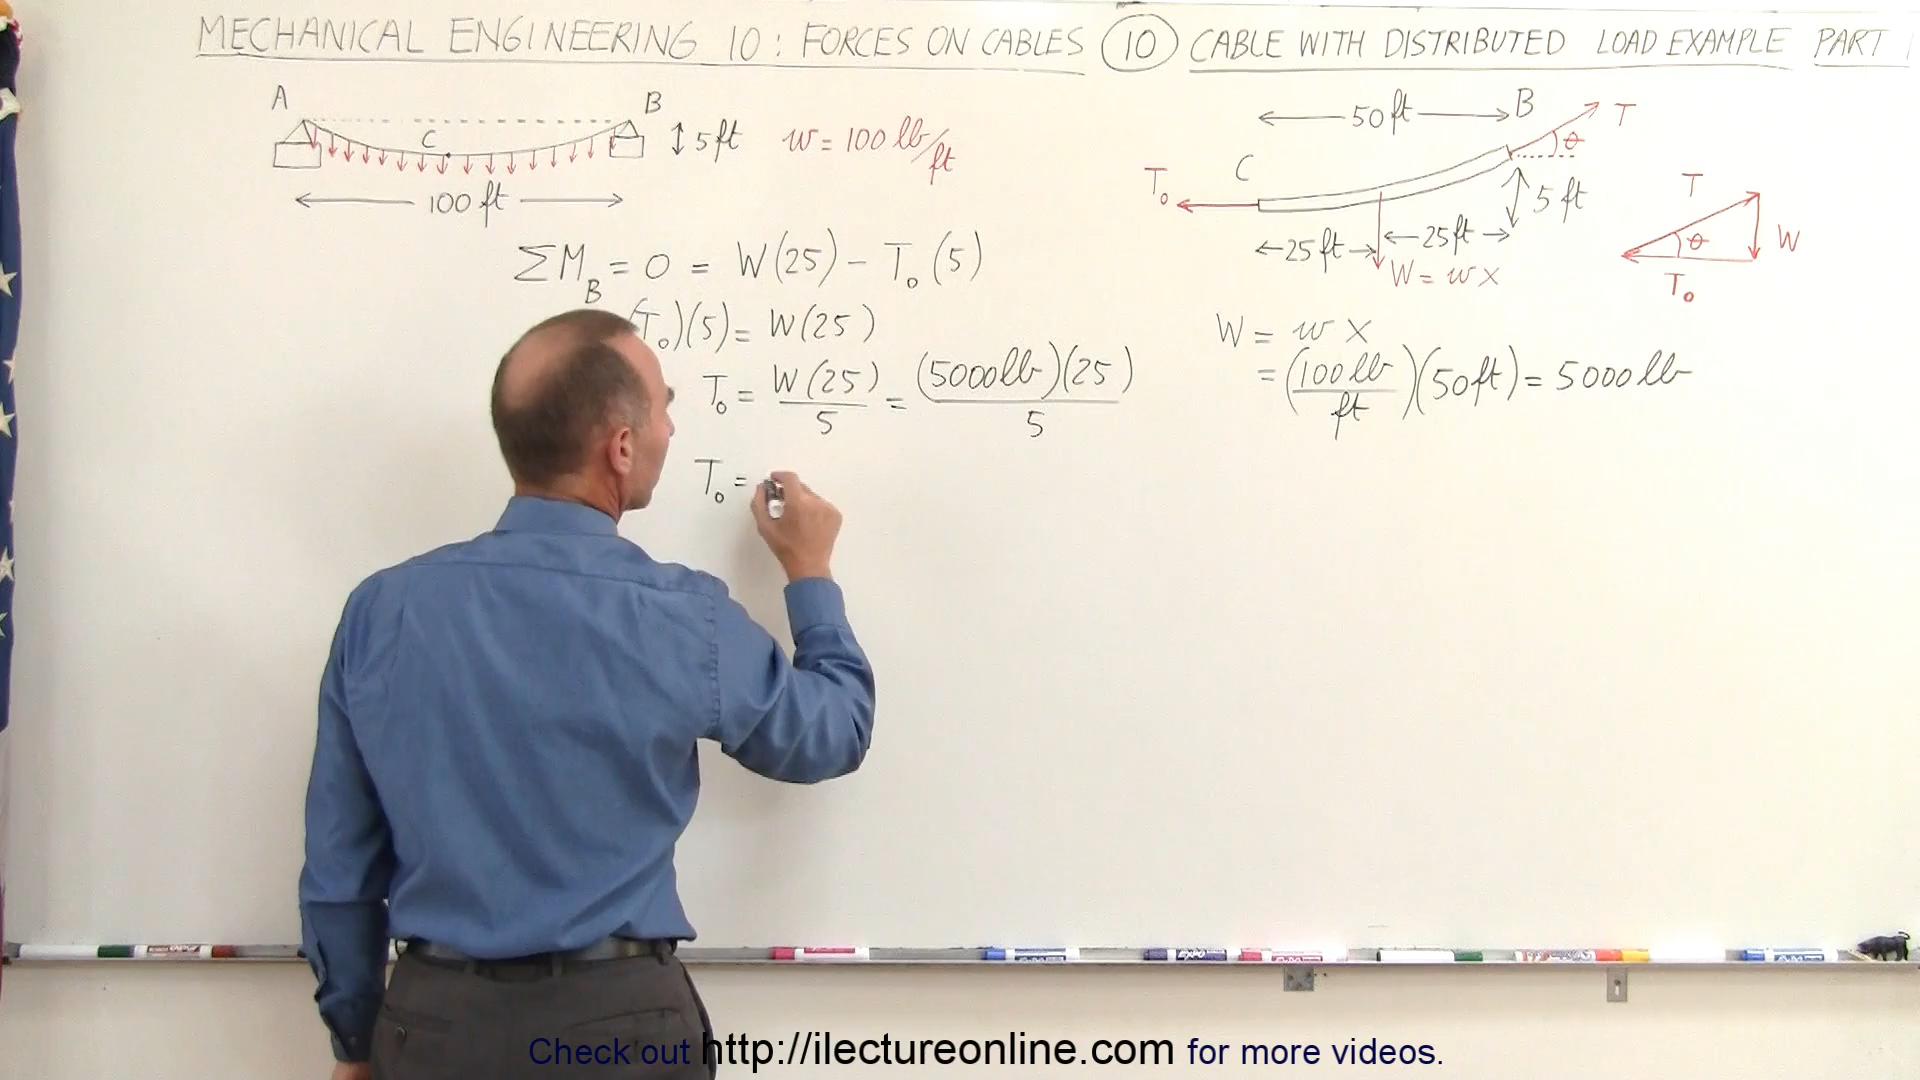 MECHANICAL ENGINEERING 10: FORCES ON CABLES (10) CABLE WITH DISTRIBUTED LOAD EXAMPLE PART
A
B
C
5 ft
w = 100 lb/ft
100 ft
50 ft
B
T
θ
C
T₀
5 ft
25 ft
25 ft
W = w x
T
θ
W
T₀
ΣM_B = 0 = W(25) - T₀(5)
(T₀)(5) = W(25)
T₀ = W(25)/5 = (5000 lb)(25)/5
T₀ =
W = w x
= (100 lb/ft)(50 ft) = 5000 lb
EXPO
Check out http://ilectureonline.com for more videos.